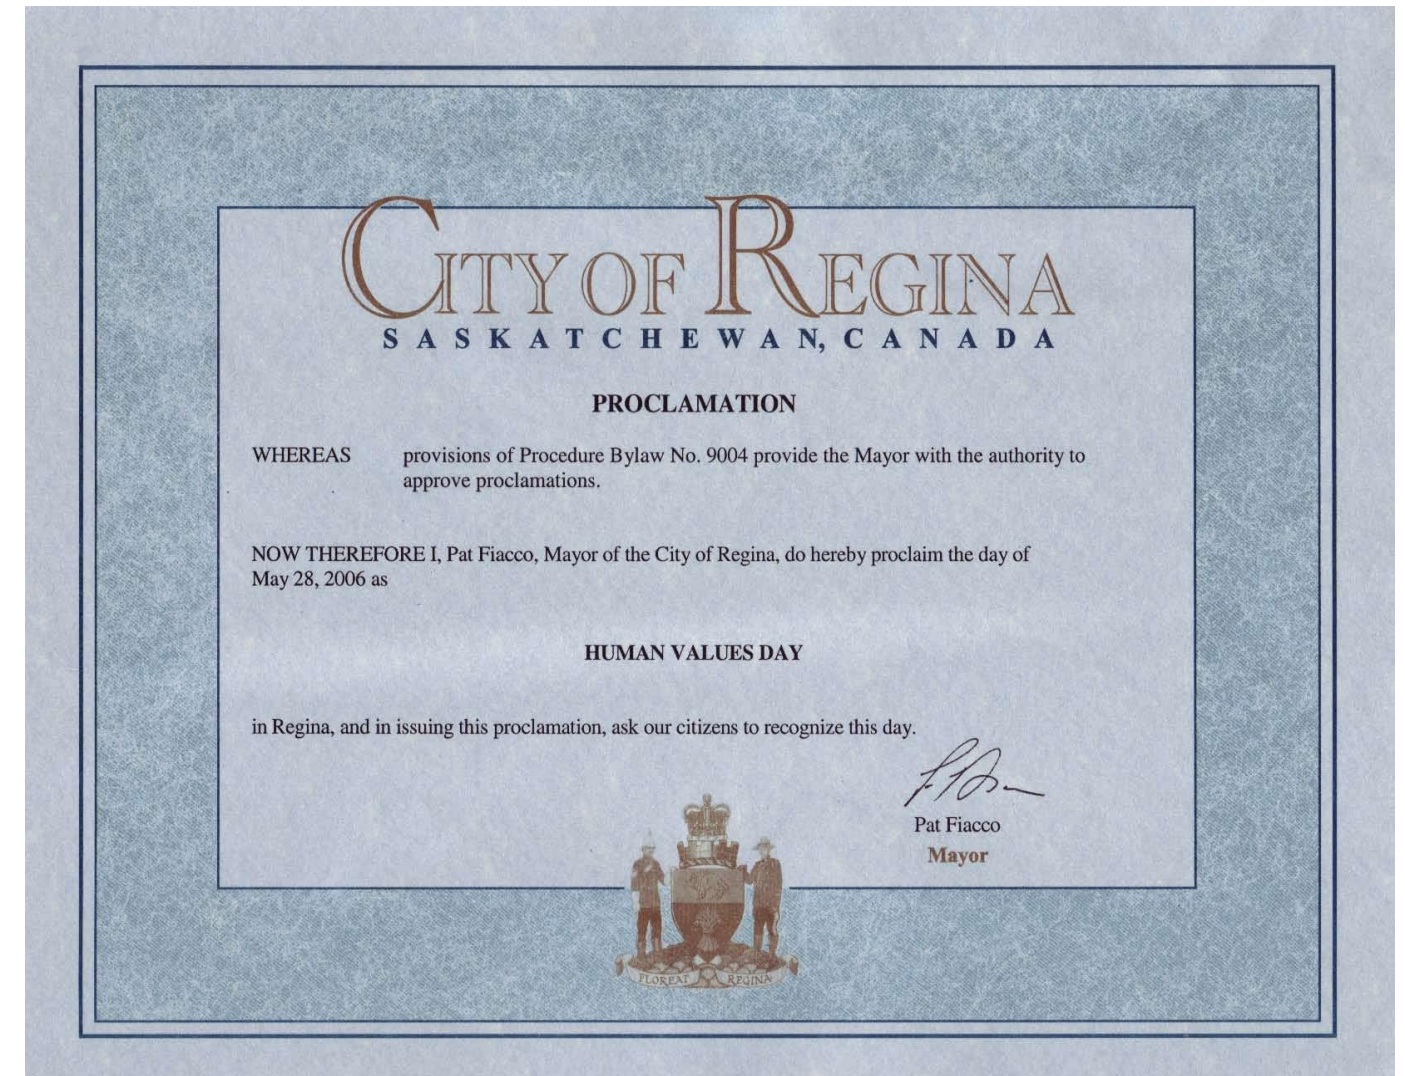 CITY OF REGINA
SASKATCHEWAN, CANADA
PROCLAMATION
WHEREAS provisions of Procedure Bylaw No. 9004 provide the Mayor with the authority to
approve proclamations.
NOW THEREFORE I, Pat Fiacco, Mayor of the City of Regina, do hereby proclaim the day of
May 28, 2006 as
HUMAN VALUES DAY
in Regina, and in issuing this proclamation, ask our citizens to recognize this day.
Pat Fiacco
Mayor
FLOREAT REGINA